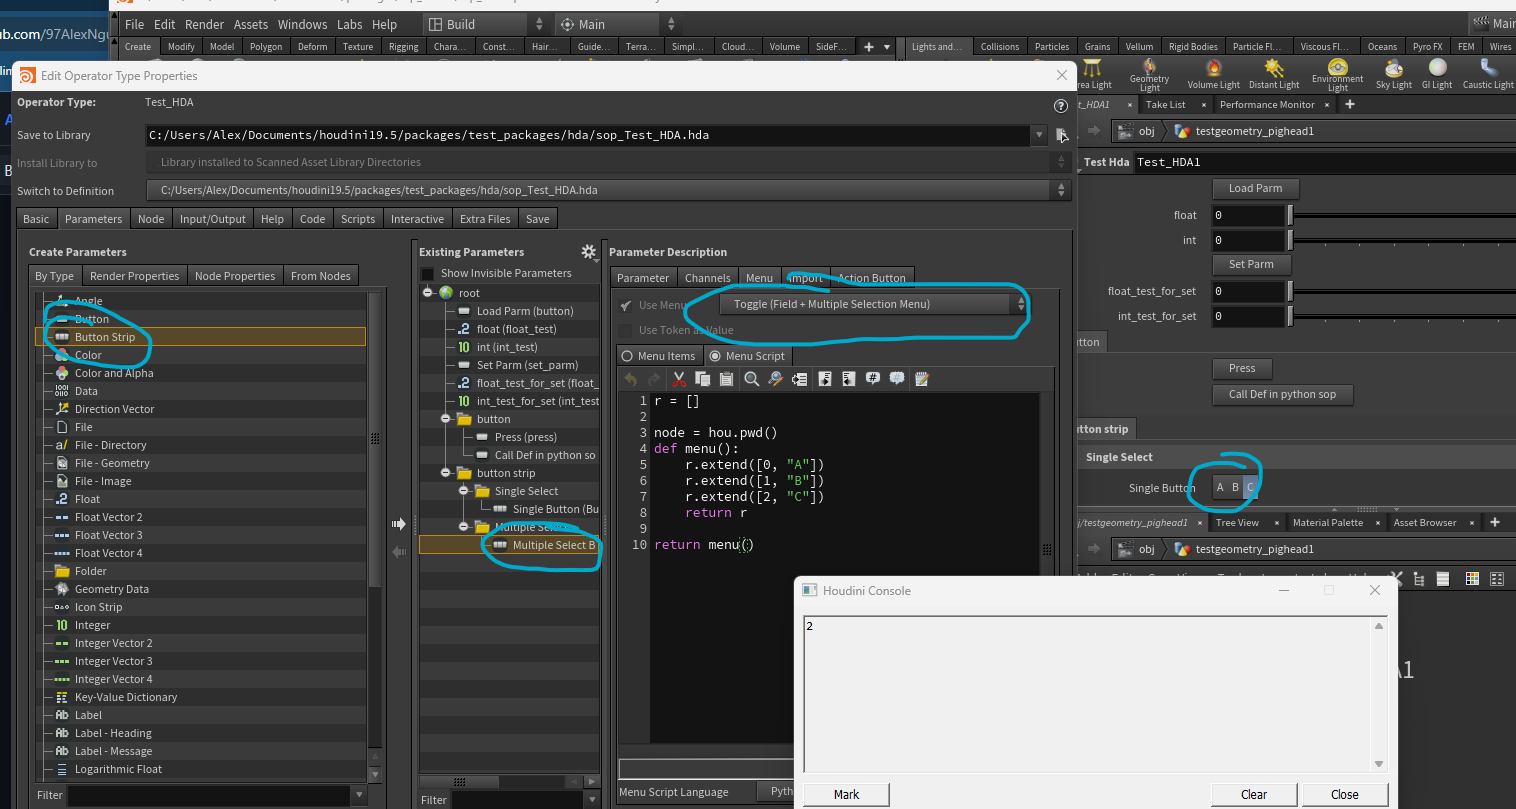 ub.com/97AlexNgu
File Edit Render Assets Windows Labs Help Build Main Main
Create Modify Model Polygon Deform Texture Rigging Chara... Const... Hair... Guide... Terra... Simpl... Cloud... Volume SideF... Lights and... Collisions Particles Grains Vellum Rigid Bodies Particle Fl... Viscous Fl... Oceans Pyro FX FEM Wires
Edit Operator Type Properties
rea Light Geometry Light Volume Light Distant Light Environment Light Sky Light GI Light Caustic Light
Operator Type: Test_HDA
t_HDA1 Take List Performance Monitor
Save to Library C:/Users/Alex/Documents/houdini19.5/packages/test_packages/hda/sop_Test_HDA.hda
obj testgeometry_pighead1
Install Library to Library installed to Scanned Asset Library Directories
Test Hda Test_HDA1
Switch to Definition C:/Users/Alex/Documents/houdini19.5/packages/test_packages/hda/sop_Test_HDA.hda
Load Parm
Basic Parameters Node Input/Output Help Code Scripts Interactive Extra Files Save
float 0
int 0
Create Parameters Existing Parameters Parameter Description
Set Parm
By Type Render Properties Node Properties From Nodes
Show Invisible Parameters
Parameter Channels Menu Import Action Button
float_test_for_set 0
int_test_for_set 0
utton
Press
Call Def in python sop
utton strip
Single Select
Single Button A B C
Angle
Button
Button Strip
Color
Color and Alpha
Data
Direction Vector
File
File - Directory
File - Geometry
File - Image
Float
Float Vector 2
Float Vector 3
Float Vector 4
Folder
Geometry Data
Icon Strip
Integer
Integer Vector 2
Integer Vector 3
Integer Vector 4
Key-Value Dictionary
Label
Label - Heading
Label - Message
Logarithmic Float
Filter
root
Load Parm (button)
float (float_test)
int (int_test)
Set Parm (set_parm)
float_test_for_set (float_
int_test_for_set (int_test
button
Press (press)
Call Def in python so
button strip
Single Select
Single Button (Bu
Multiple Sel
Multiple Select B
Filter
Use Menu Toggle (Field + Multiple Selection Menu)
Use Token as Value
Menu Items Menu Script
1 r = []
2
3 node = hou.pwd()
4 def menu():
5 r.extend([0, "A"])
6 r.extend([1, "B"])
7 r.extend([2, "C"])
8 return r
9
10 return menu()
Menu Script Language Pyth
j/testgeometry_pighead1 Tree View Material Palette Asset Browser
obj testgeometry_pighead1
Houdini Console
2
A1
Mark Clear Close